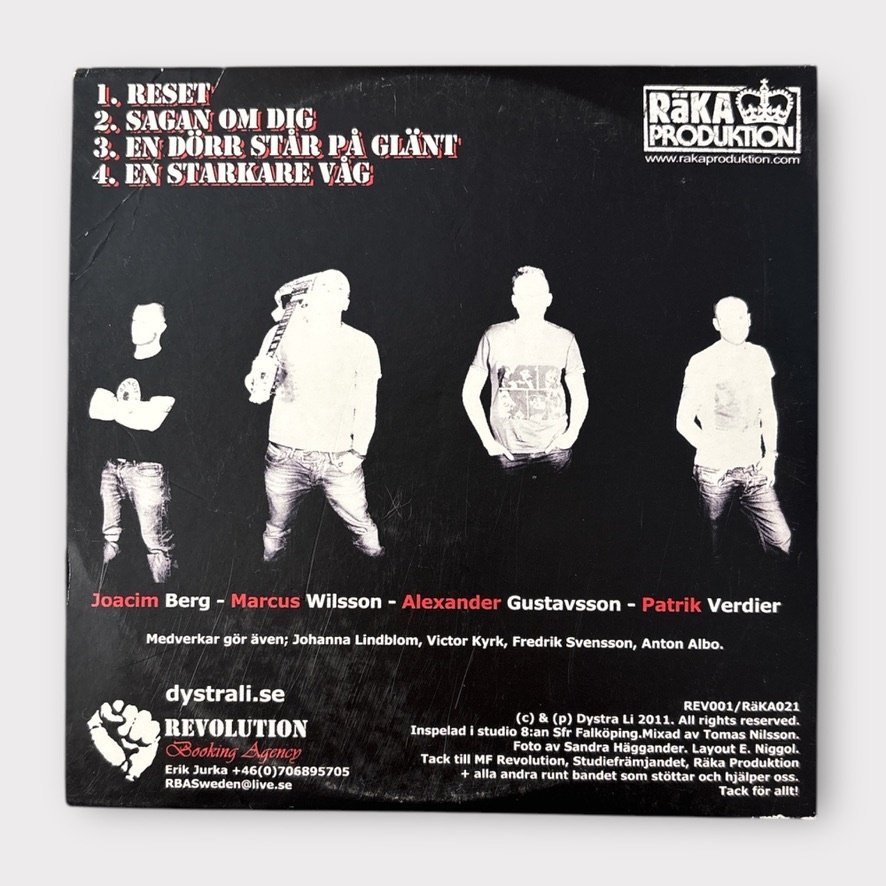 1. RESET
2. SAGAN OM DIG
3. EN DÖRR STÅR PÅ GLÄNT
4. EN STARKARE VÅG
RäKA
PRODUKTION
www.rakaproduktion.com
Joacim Berg - Marcus Wilsson - Alexander Gustavsson - Patrik Verdier
Medverkar gör även; Johanna Lindblom, Victor Kyrk, Fredrik Svensson, Anton Albo.
dystrali.se
REVOLUTION
Booking Agency
Erik Jurka +46(0)706895705
RBASweden@live.se
REV001/RäKA021
(c) & (p) Dystra Li 2011. All rights reserved.
Inspelad i studio 8:an Sfr Falköping.Mixad av Tomas Nilsson.
Foto av Sandra Häggander. Layout E. Niggol.
Tack till MF Revolution, Studiefrämjandet, Räka Produktion
+ alla andra runt bandet som stöttar och hjälper oss.
Tack för allt!